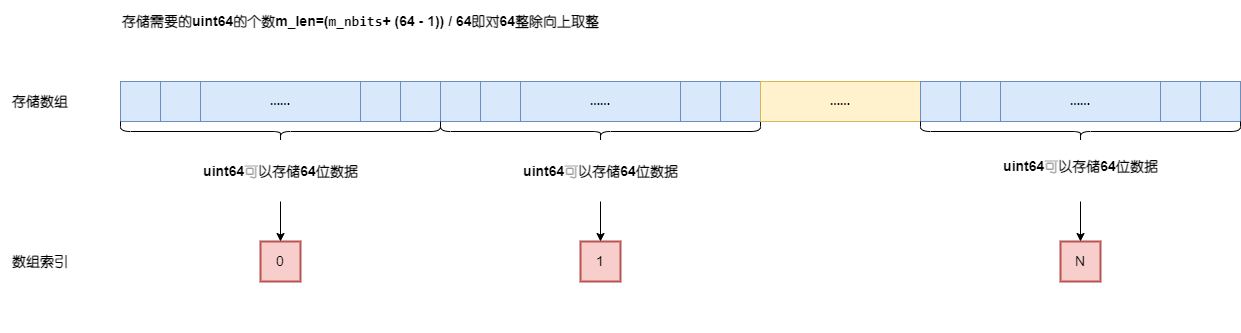 存储需要的uint64的个数m_len=(m_nbits+ (64 - 1)) / 64即对64整除向上取整
存储数组
......
......
......
......
uint64可以存储64位数据
uint64可以存储64位数据
uint64可以存储64位数据
数组索引
0
1
N